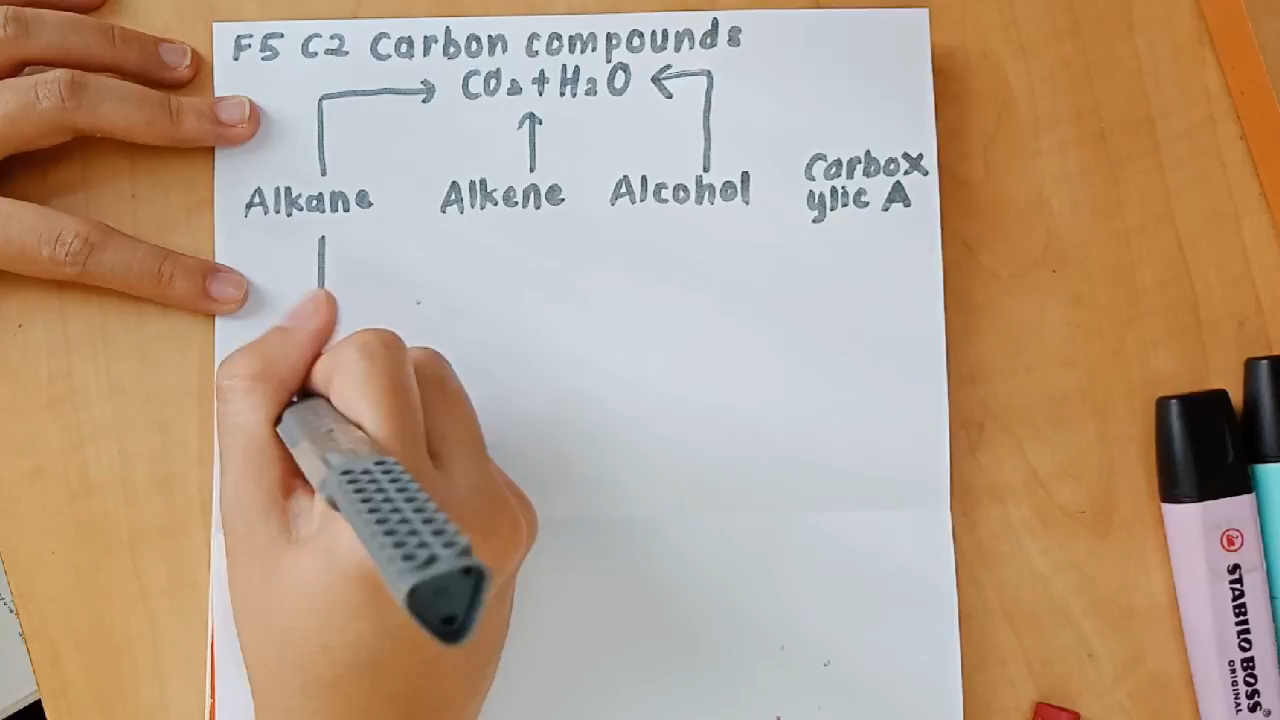 F5 C2 Carbon compounds
CO₂ + H₂O
Alkane Alkene Alcohol Carbox
ylic A
STABILO BOSS
ORIGINAL